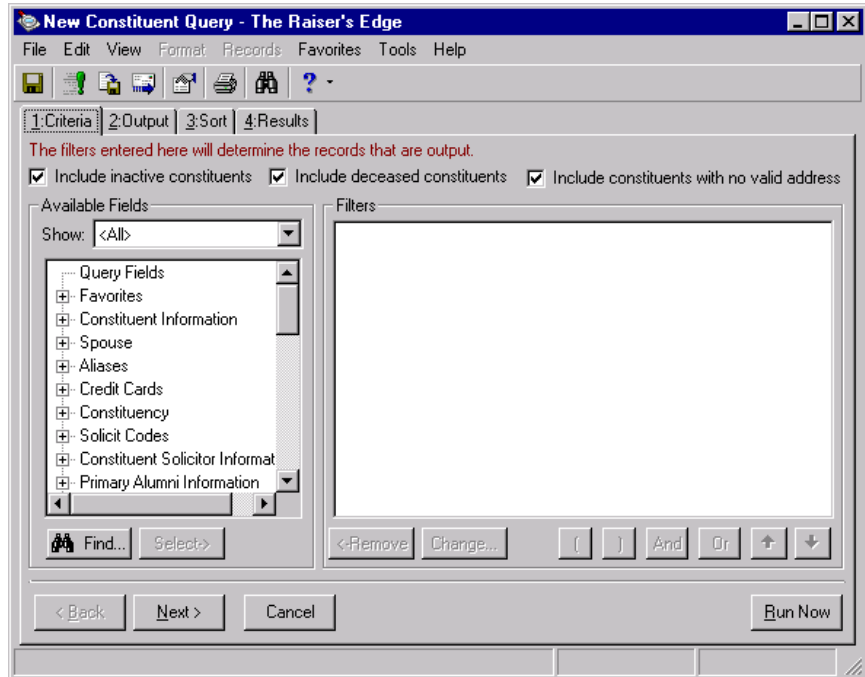 New Constituent Query - The Raiser's Edge
File Edit View Format Records Favorites Tools Help
?
1:Criteria 2:Output 3:Sort 4:Results
The filters entered here will determine the records that are output.
Include inactive constituents Include deceased constituents Include constituents with no valid address
Available Fields
Show: <All>
Query Fields
Favorites
Constituent Information
Spouse
Aliases
Credit Cards
Constituency
Solicit Codes
Constituent Solicitor Informat
Primary Alumni Information
Find... Select->
Filters
<-Remove Change... ( ) And Or
< Back Next > Cancel Run Now